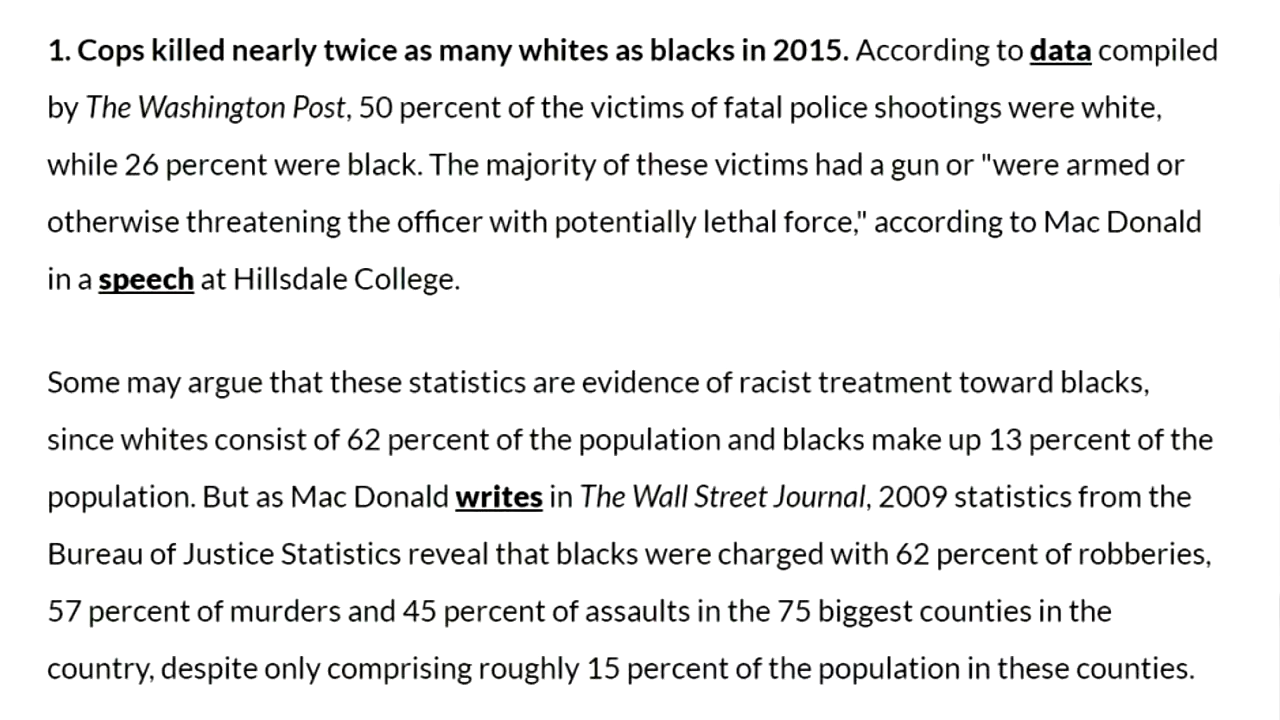 1. Cops killed nearly twice as many whites as blacks in 2015. According to data compiled
by The Washington Post, 50 percent of the victims of fatal police shootings were white,
while 26 percent were black. The majority of these victims had a gun or "were armed or
otherwise threatening the officer with potentially lethal force," according to Mac Donald
in a speech at Hillsdale College.
Some may argue that these statistics are evidence of racist treatment toward blacks,
since whites consist of 62 percent of the population and blacks make up 13 percent of the
population. But as Mac Donald writes in The Wall Street Journal, 2009 statistics from the
Bureau of Justice Statistics reveal that blacks were charged with 62 percent of robberies,
57 percent of murders and 45 percent of assaults in the 75 biggest counties in the
country, despite only comprising roughly 15 percent of the population in these counties.